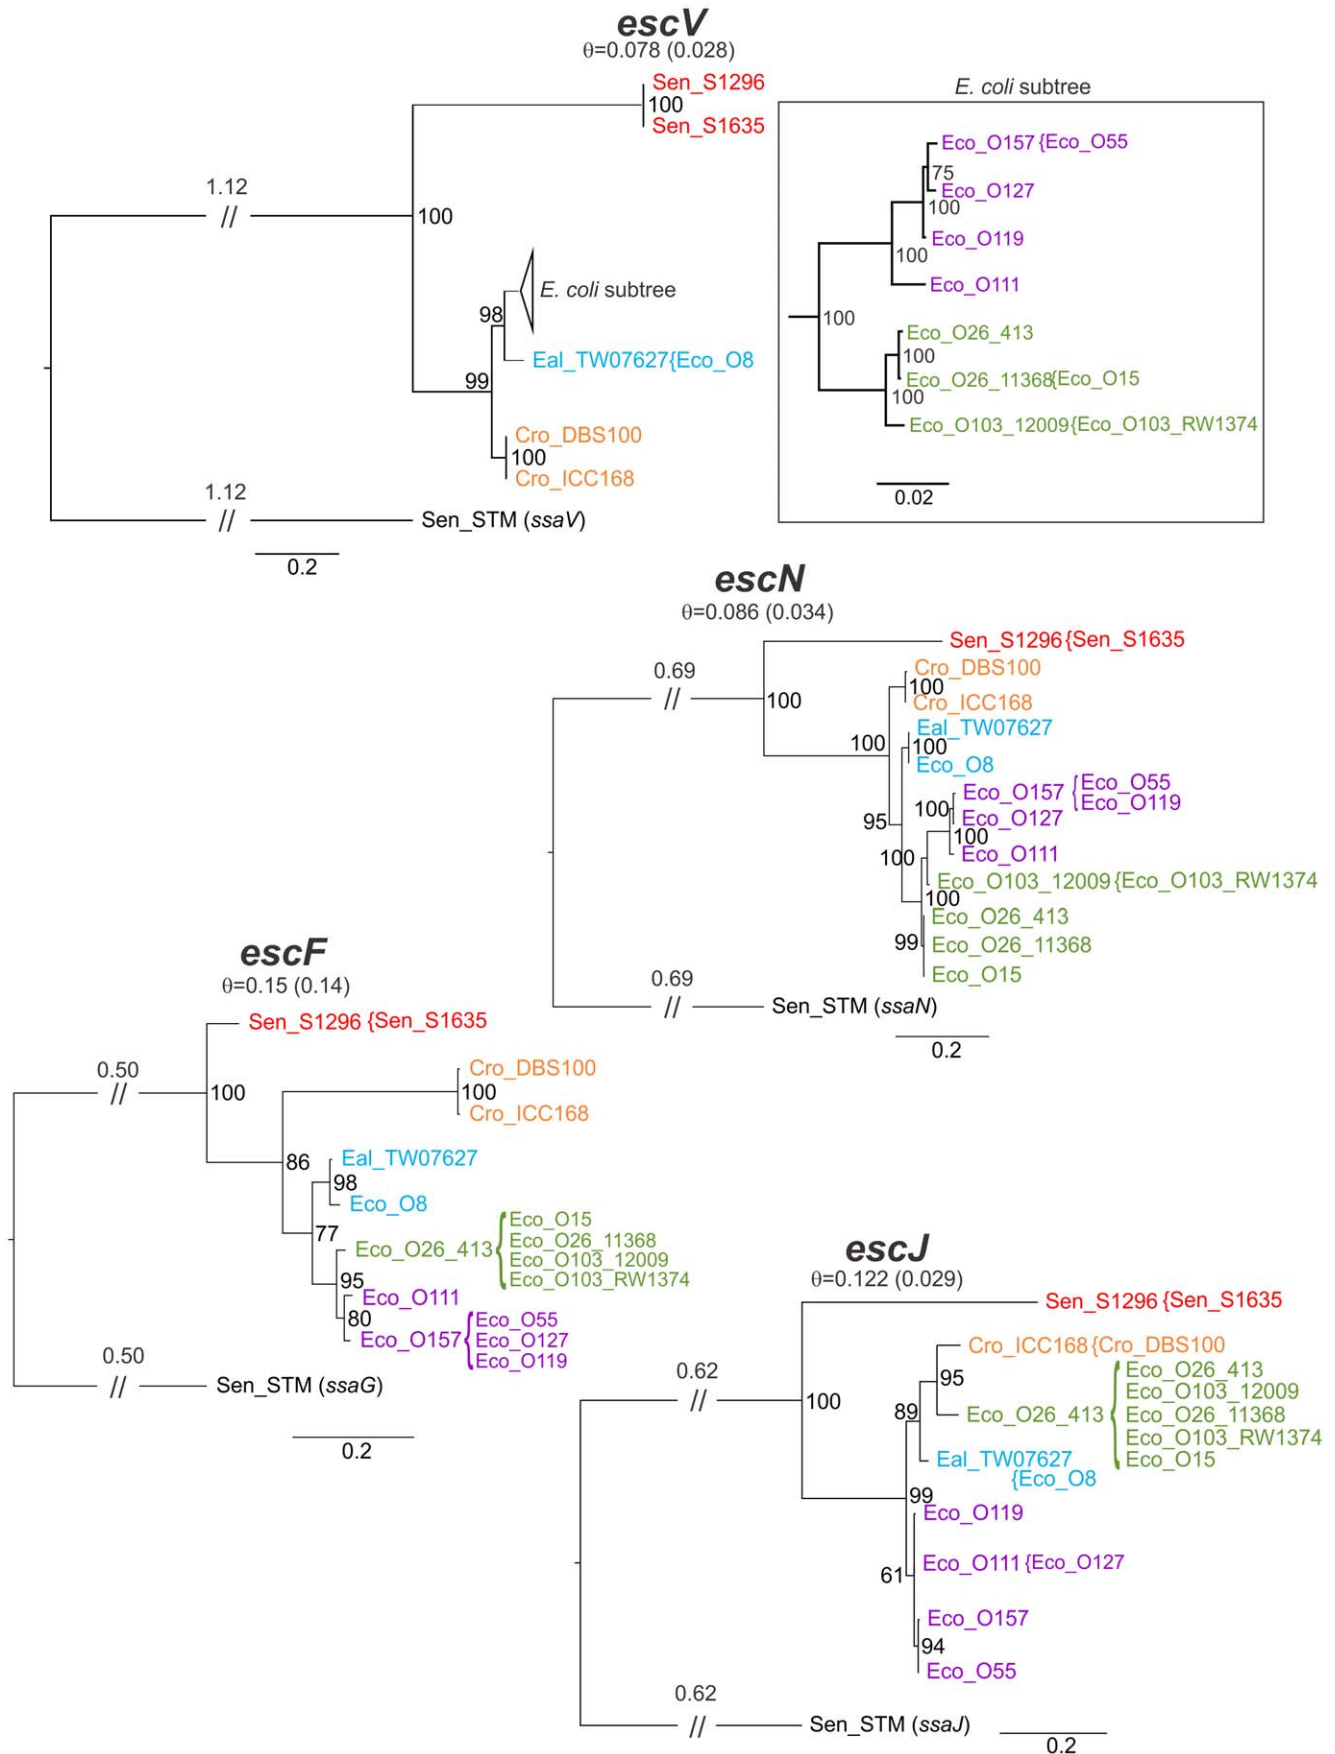 escV
θ=0.078 (0.028)
Sen_S1296
100
Sen_S1635
1.12
//
100
98
E. coli subtree
Eal_TW07627{Eco_O8
99
Cro_DBS100
100
Cro_ICC168
1.12
//
Sen_STM (ssaV)
0.2
E. coli subtree
Eco_O157{Eco_O55
75
Eco_O127
100
Eco_O119
100
Eco_O111
100
Eco_O26_413
100
Eco_O26_11368{Eco_O15
100
Eco_O103_12009{Eco_O103_RW1374
0.02
escN
θ=0.086 (0.034)
Sen_S1296{Sen_S1635
0.69
//
100
Cro_DBS100
100
Cro_ICC168
100
Eal_TW07627
100
Eco_O8
95
Eco_O157 {Eco_O55
Eco_O119
100
Eco_O127
100
Eco_O111
100
Eco_O103_12009{Eco_O103_RW1374
100
Eco_O26_413
99
Eco_O26_11368
Eco_O15
0.69
//
Sen_STM (ssaN)
0.2
escF
θ=0.15 (0.14)
Sen_S1296 {Sen_S1635
0.50
//
100
Cro_DBS100
100
Cro_ICC168
86
Eal_TW07627
98
Eco_O8
77
Eco_O26_413{Eco_O15
Eco_O26_11368
Eco_O103_12009
Eco_O103_RW1374
95
Eco_O111
80
Eco_O157{Eco_O55
Eco_O127
Eco_O119
0.50
//
Sen_STM (ssaG)
0.2
escJ
θ=0.122 (0.029)
Sen_S1296 {Sen_S1635
0.62
//
100
Cro_ICC168{Cro_DBS100
95
Eco_O26_413 {Eco_O26_413
Eco_O103_12009
Eco_O26_11368
Eco_O103_RW1374
Eco_O15
89
Eal_TW07627
{Eco_O8
99
Eco_O119
Eco_O111{Eco_O127
61
Eco_O157
94
Eco_O55
0.62
//
Sen_STM (ssaJ)
0.2